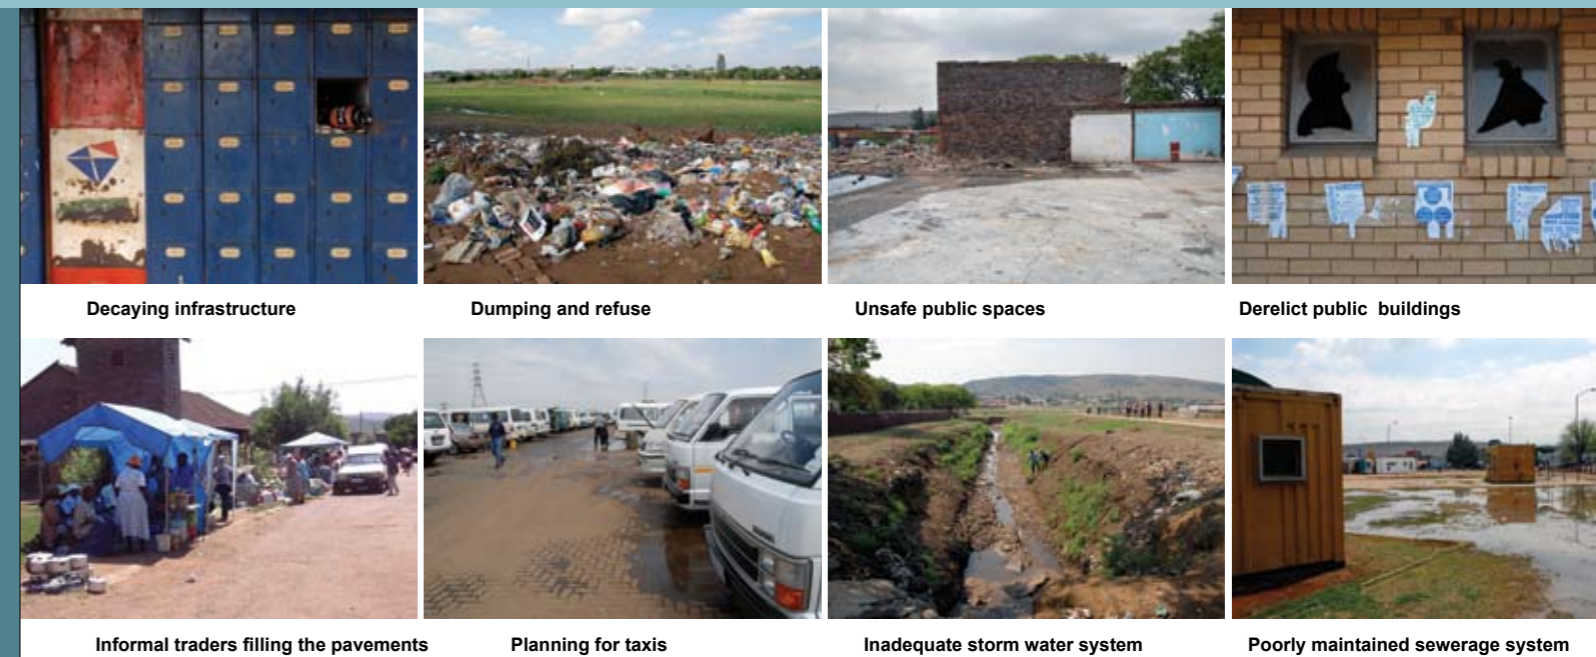 Decaying infrastructure
Dumping and refuse
Unsafe public spaces
Derelict public buildings
Informal traders filling the pavements
Planning for taxis
Inadequate storm water system
Poorly maintained sewerage system